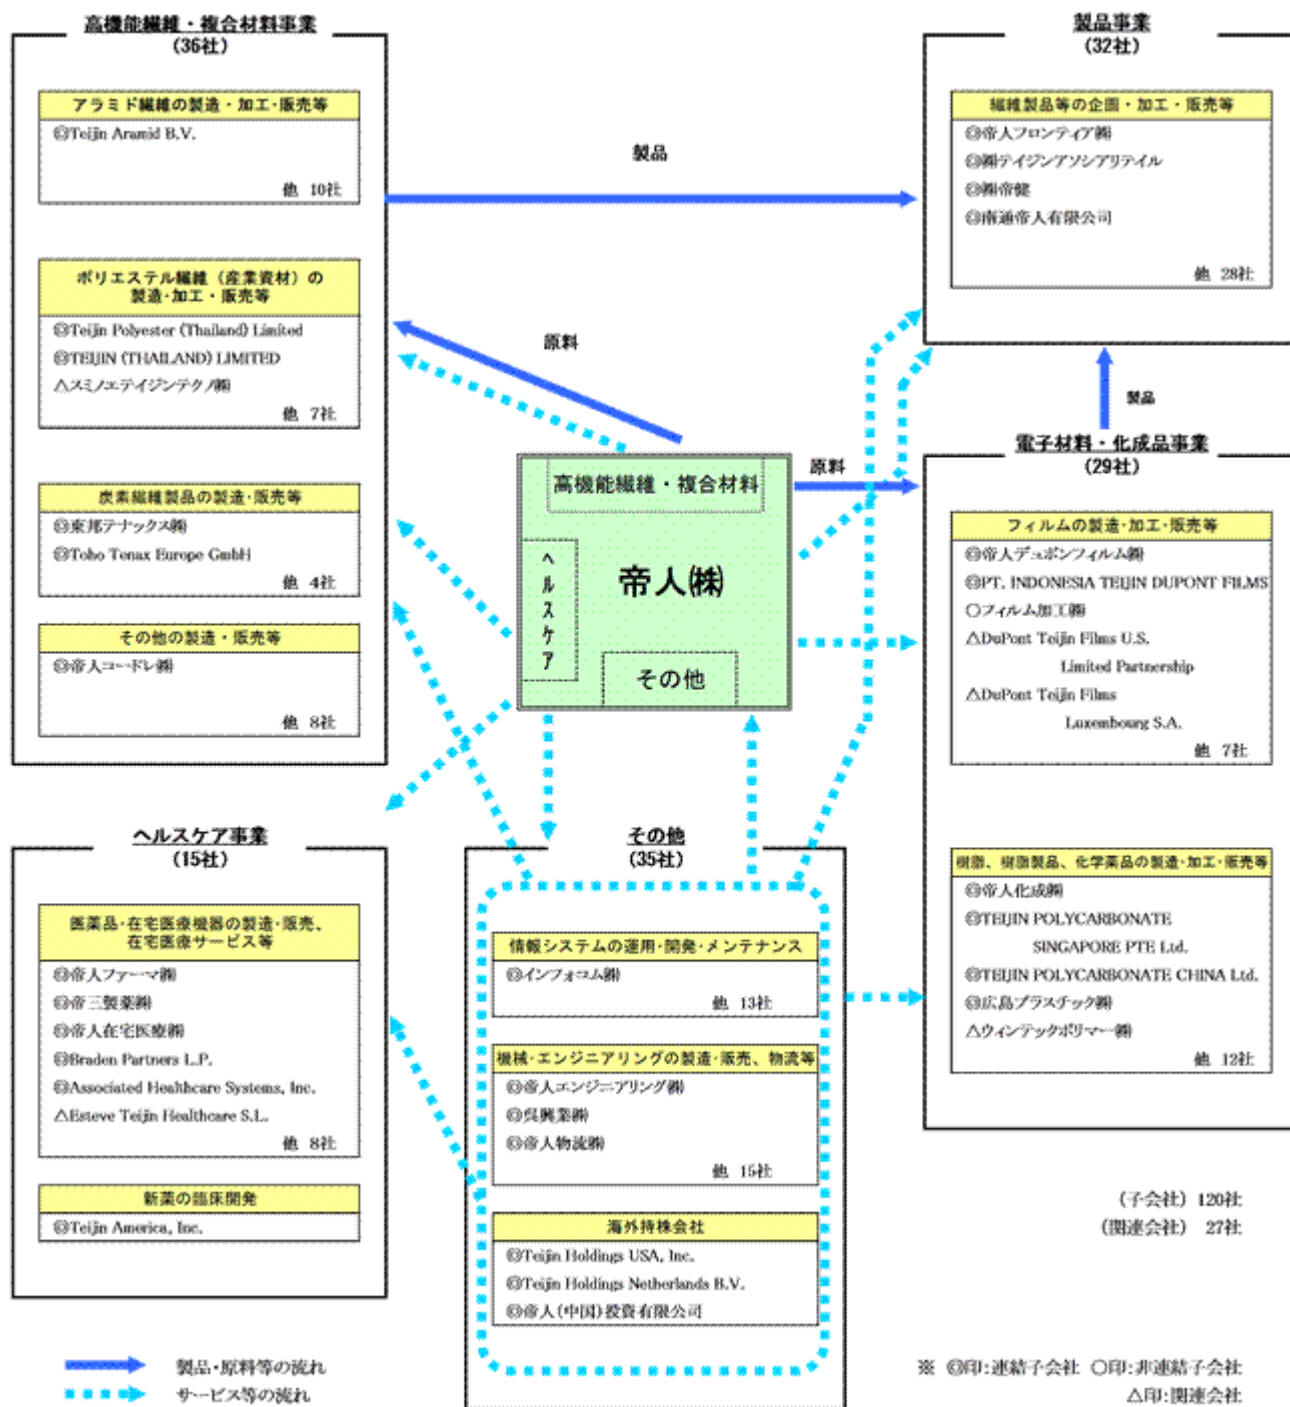 高機能繊維・複合材料事業
(36社)
アラミド繊維の製造・加工・販売等
◎Teijin Aramid B.V.
他 10社
ポリエステル繊維（産業資材）の
製造・加工・販売等
◎Teijin Polyester (Thailand) Limited
◎TEIJIN (THAILAND) LIMITED
△スミノエテイジンテクノ㈱
他 7社
炭素繊維製品の製造・販売等
◎東邦テナックス㈱
◎Toho Tenax Europe GmbH
他 4社
その他の製造・販売等
◎帝人コードレ㈱
他 8社
製品
原料
製品事業
(32社)
繊維製品等の企画・加工・販売等
◎帝人フロンティア㈱
◎㈱テイジンアソシアリテイル
◎㈱帝健
◎南通帝人有限公司
他 28社
製品
原料
高機能繊維・複合材料
ヘルスケア
帝人㈱
その他
電子材料・化成品事業
(29社)
フィルムの製造・加工・販売等
◎帝人デュポンフィルム㈱
◎PT. INDONESIA TEIJIN DUPONT FILMS
○フィルム加工㈱
△DuPont Teijin Films U.S.
Limited Partnership
△DuPont Teijin Films
Luxembourg S.A.
他 7社
樹脂、樹脂製品、化学薬品の製造・加工・販売等
◎帝人化成㈱
◎TEIJIN POLYCARBONATE
SINGAPORE PTE Ltd.
◎TEIJIN POLYCARBONATE CHINA Ltd.
◎広島プラスチック㈱
△ウィンテックポリマー㈱
他 12社
ヘルスケア事業
(15社)
医薬品・在宅医療機器の製造・販売、
在宅医療サービス等
◎帝人ファーマ㈱
◎帝三製薬㈱
◎帝人在宅医療㈱
◎Braden Partners L.P.
◎Associated Healthcare Systems, Inc.
△Esteve Teijin Healthcare S.L.
他 8社
新薬の臨床開発
◎Teijin America, Inc.
その他
(35社)
情報システムの運用・開発・メンテナンス
◎インフォコム㈱
他 13社
機械・エンジニアリングの製造・販売、物流等
◎帝人エンジニアリング㈱
◎呉興業㈱
◎帝人物流㈱
他 15社
海外持株会社
◎Teijin Holdings USA, Inc.
◎Teijin Holdings Netherlands B.V.
◎帝人(中国)投資有限公司
(子会社) 120社
(関連会社) 27社
製品・原料等の流れ
サービス等の流れ
※ ◎印:連結子会社 ○印:非連結子会社
△印:関連会社